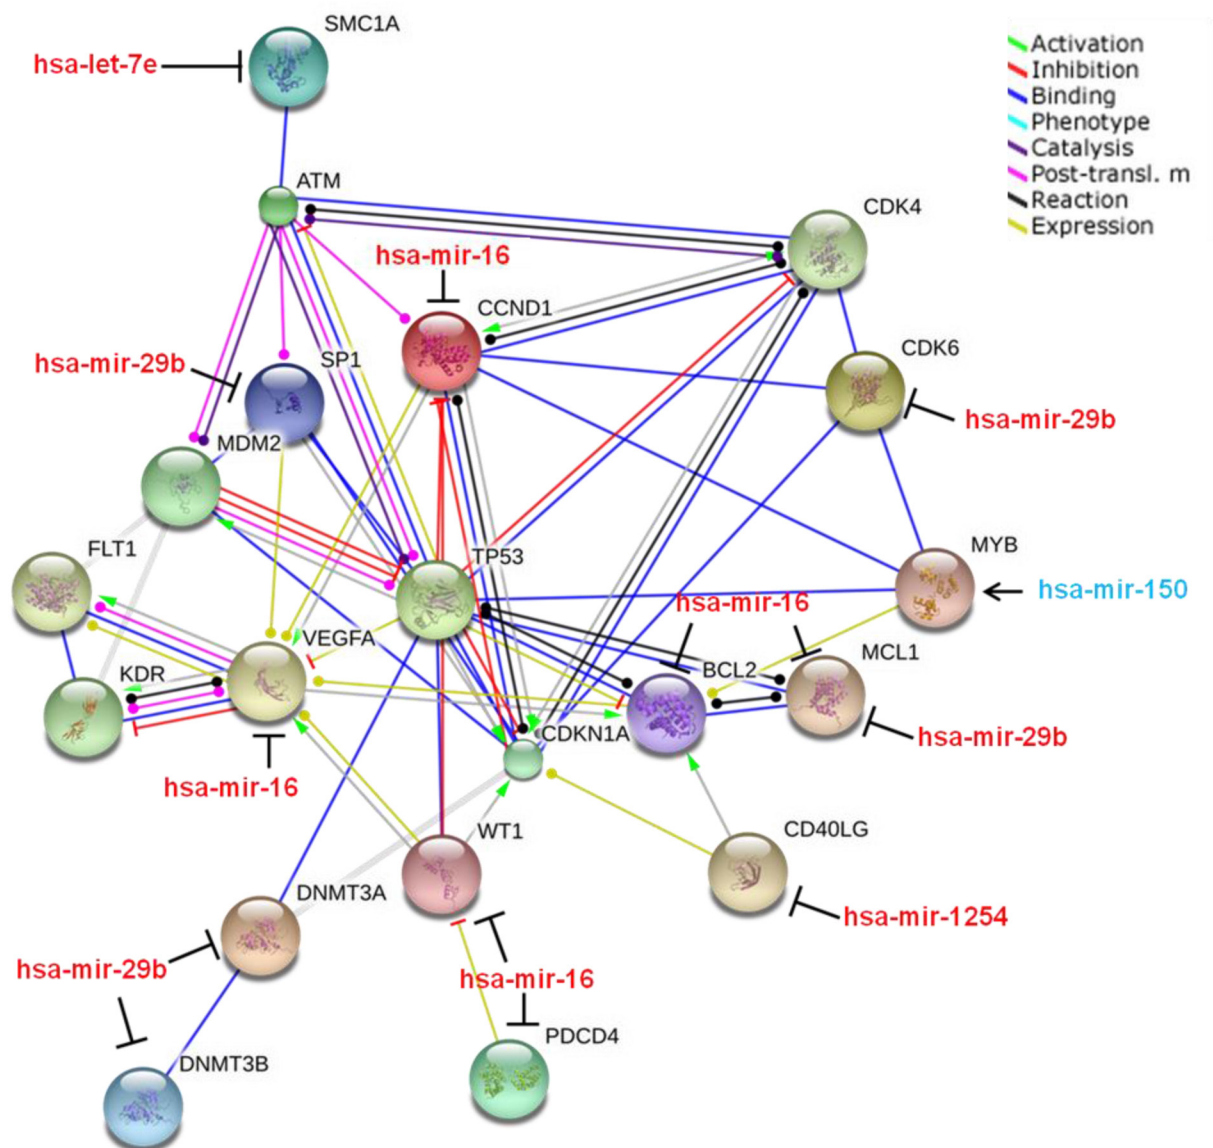 SMC1A
hsa-let-7e
Activation
Inhibition
Binding
Phenotype
Catalysis
Post-transl. m
Reaction
Expression
ATM
CDK4
hsa-mir-16
CCND1
CDK6
hsa-mir-29b
SP1
hsa-mir-29b
MDM2
FLT1
TP53
MYB
hsa-mir-150
hsa-mir-16
VEGFA
KDR
BCL2
MCL1
CDKN1A
hsa-mir-29b
hsa-mir-16
WT1
CD40LG
DNMT3A
hsa-mir-1254
hsa-mir-29b
hsa-mir-16
PDCD4
DNMT3B